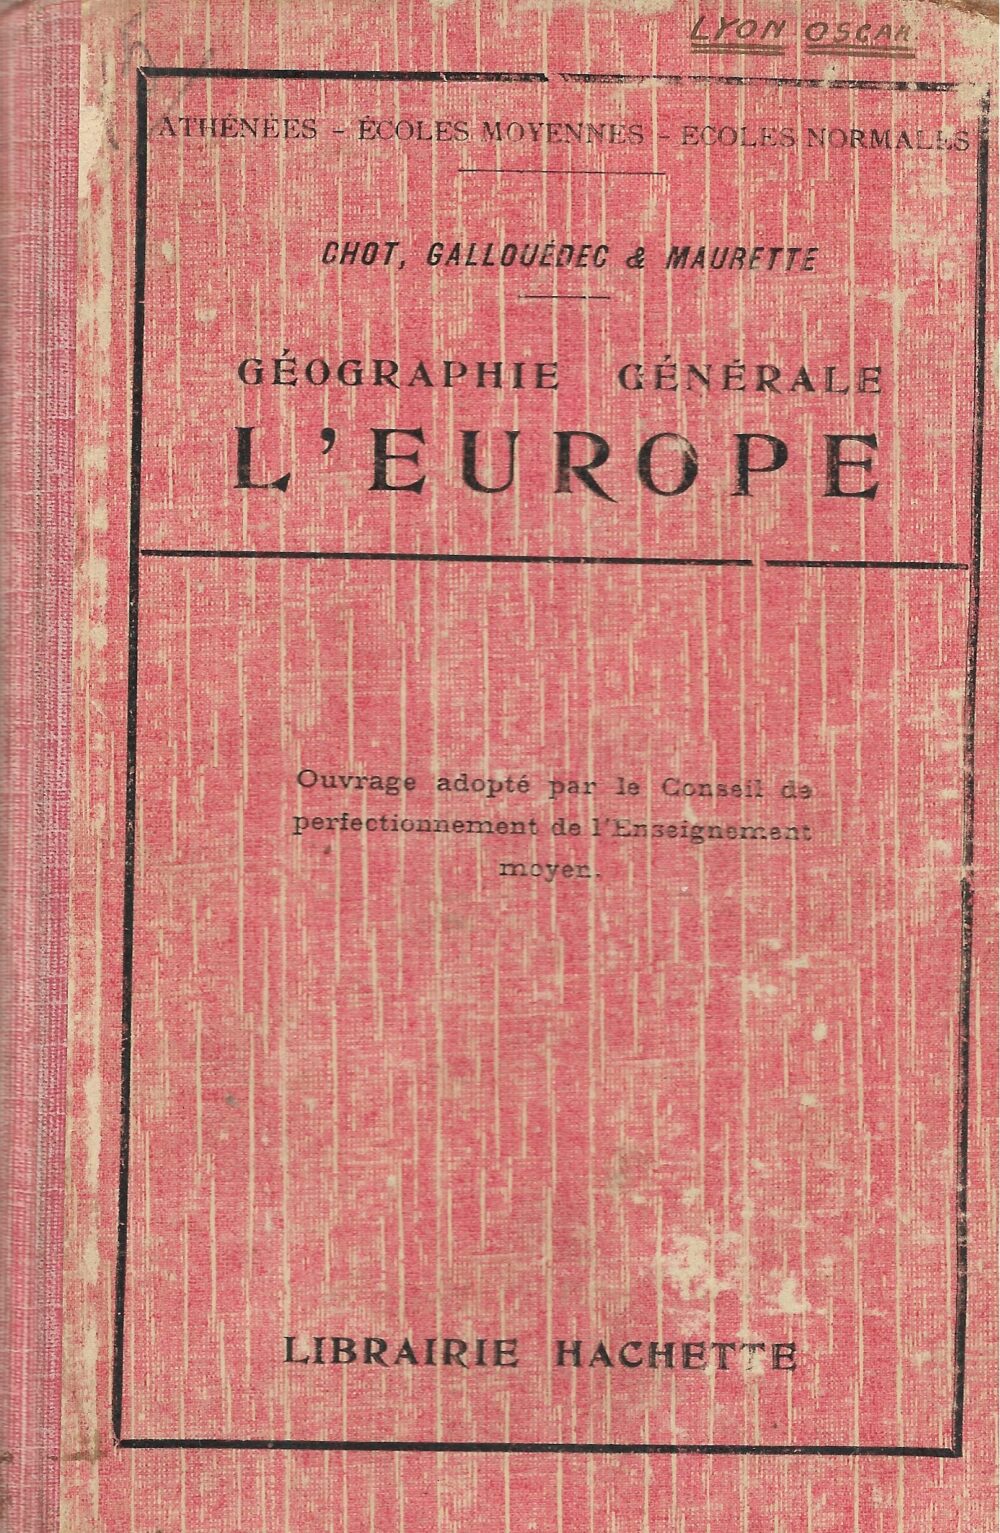 LYON OSCAR
ATHÉNÉES - ÉCOLES MOYENNES - ECOLES NORMALES
CHOT, GALLOUÉDEC & MAURETTE
GÉOGRAPHIE GÉNÉRALE
L'EUROPE
Ouvrage adopté par le Conseil de
perfectionnement de l'Enseignement
moyen.
LIBRAIRIE HACHETTE